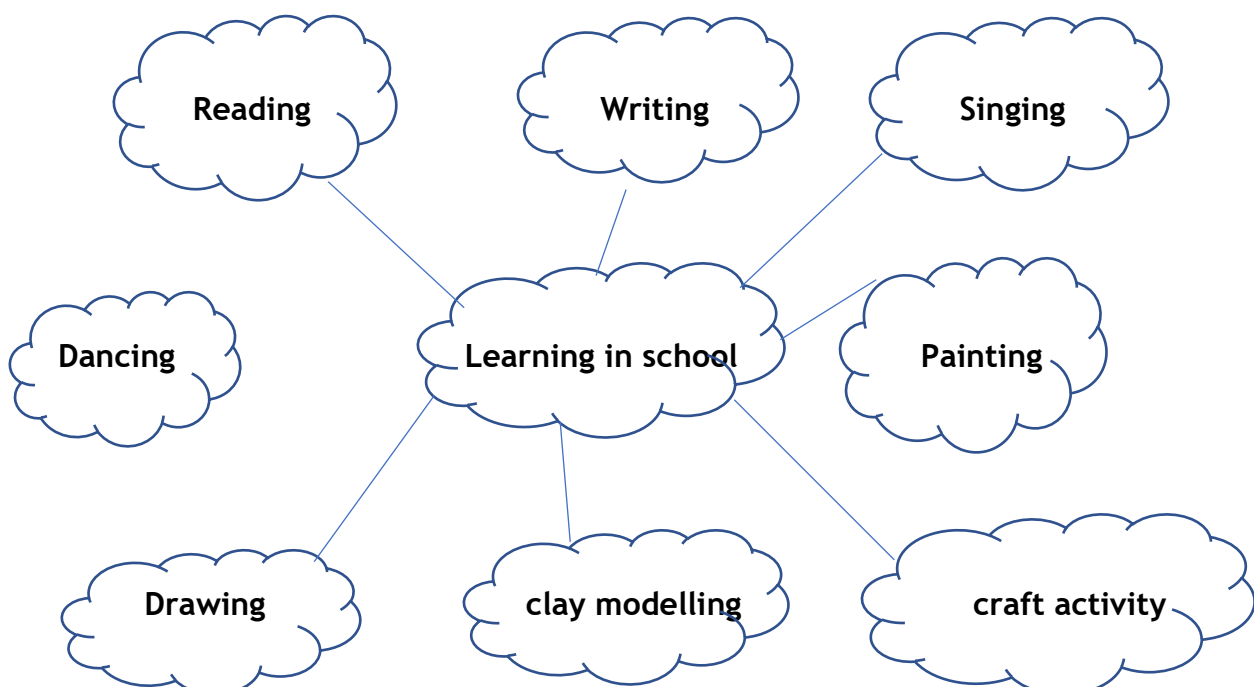 Reading
Writing
Singing
Dancing
Learning in school
Painting
Drawing
clay modelling
craft activity